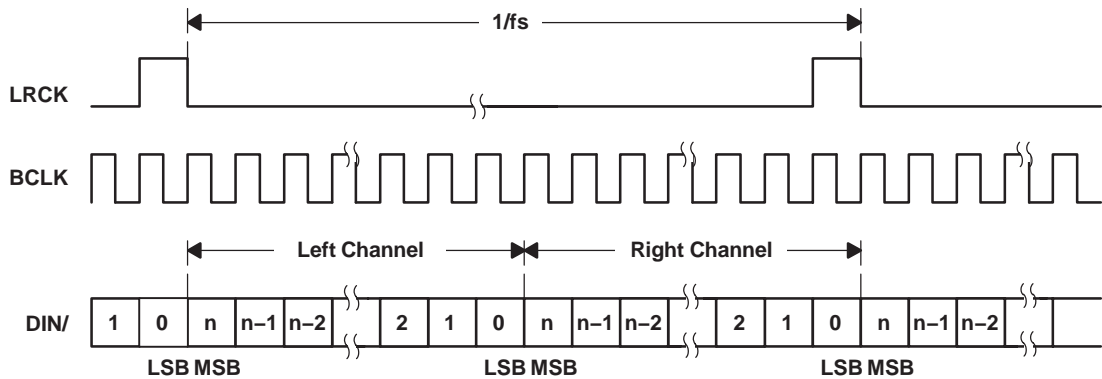 1/fs
LRCK
BCLK
Left Channel Right Channel
DIN/ 1 0 n n–1 n–2 2 1 0 n n–1 n–2 2 1 0 n n–1 n–2
LSB MSB LSB MSB LSB MSB